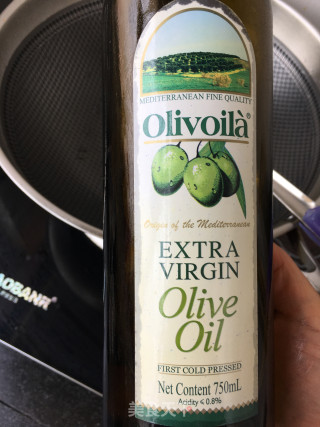 MEDITERRANEAN FINE QUALITY
Olivoilà®
Origin of the Mediterranean
EXTRA
VIRGIN
Olive
Oil
FIRST COLD PRESSED
Net Content 750mL
Acidity < 0.8%
AOBANR
美食天下